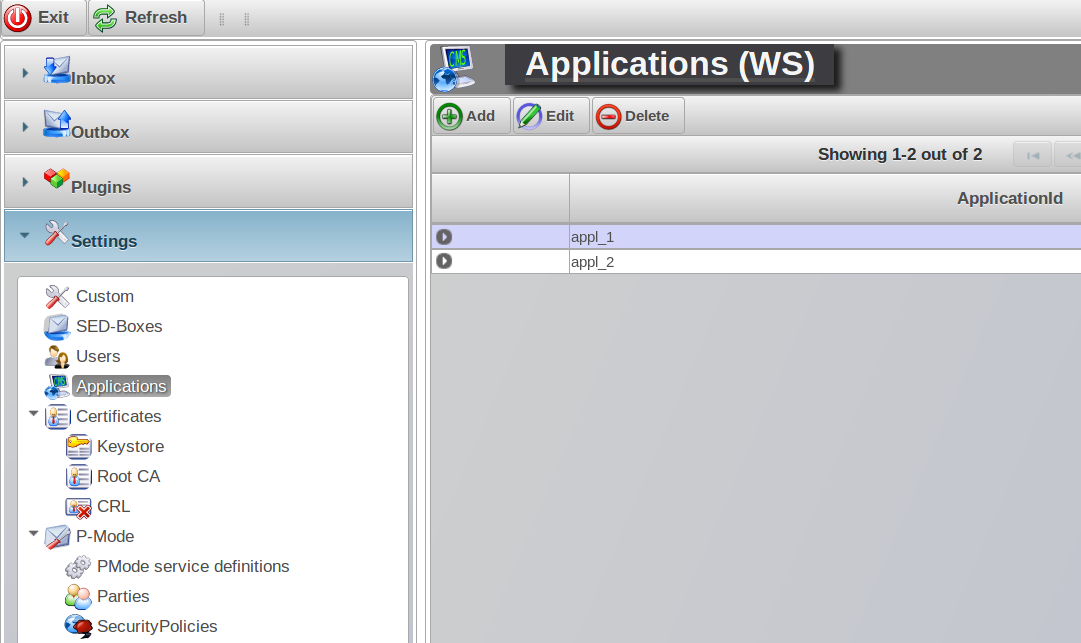 Exit
Refresh
Inbox
Outbox
Plugins
Settings
Custom
SED-Boxes
Users
Applications
Certificates
Keystore
Root CA
CRL
P-Mode
PMode service definitions
Parties
SecurityPolicies
CMS
Applications (WS)
Add
Edit
Delete
Showing 1-2 out of 2
ApplicationId
appl_1
appl_2